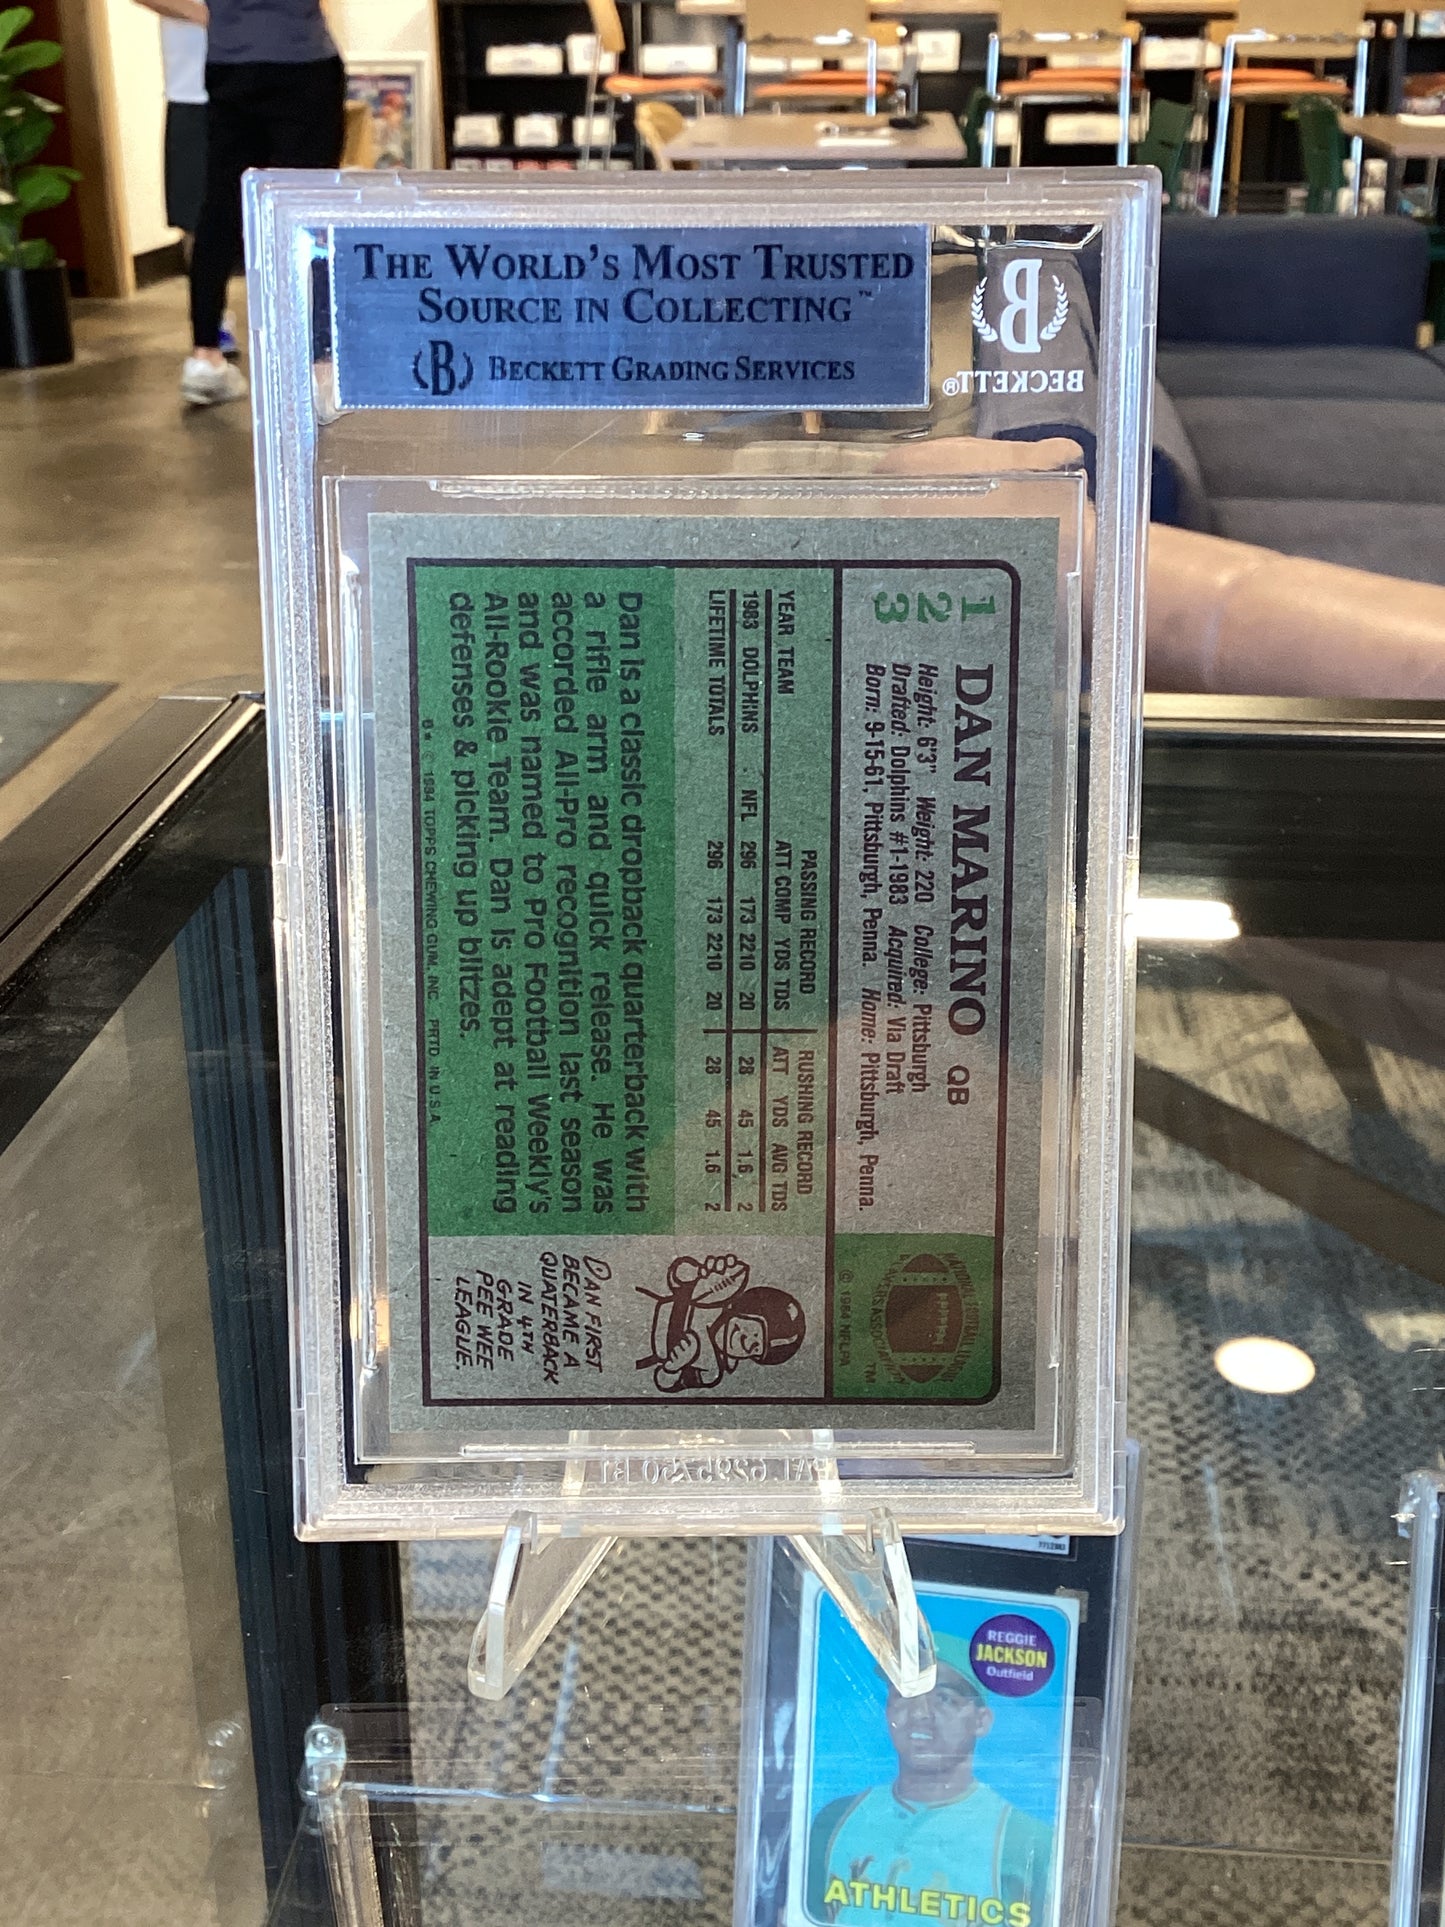 THE WORLD'S MOST TRUSTED
SOURCE IN COLLECTING™
B BECKETT GRADING SERVICES
B
BECKETT®
123
DAN MARINO QB
Height: 6'3" Weight: 220 College: Pittsburgh
Drafted: Dolphins #1-1983 Acquired: Via Draft
Born: 9-15-61, Pittsburgh, Penna. Home: Pittsburgh, Penna.
NATIONAL FOOTBALL LEAGUE
TM
© 1984 NFLPA
PASSING RECORD RUSHING RECORD
YEAR TEAM ATT COMP YDS TDS ATT YDS AVG TDS
1983 DOLPHINS NFL 296 173 2210 20 28 45 1.6 2
LIFETIME TOTALS 296 173 2210 20 28 45 1.6 2
Dan is a classic dropback quarterback with
a rifle arm and quick release. He was
accorded All-Pro recognition last season
and was named to Pro Football Weekly's
All-Rookie Team. Dan is adept at reading
defenses & picking up blitzes.
© 1984 TOPPS CHEWING GUM, INC. PRTD. IN U.S.A.
DAN FIRST
BECAME A
QUATERBACK
IN 4TH
GRADE
PEE WEE
LEAGUE.
REGGIE
JACKSON
Outfield
ATHLETICS